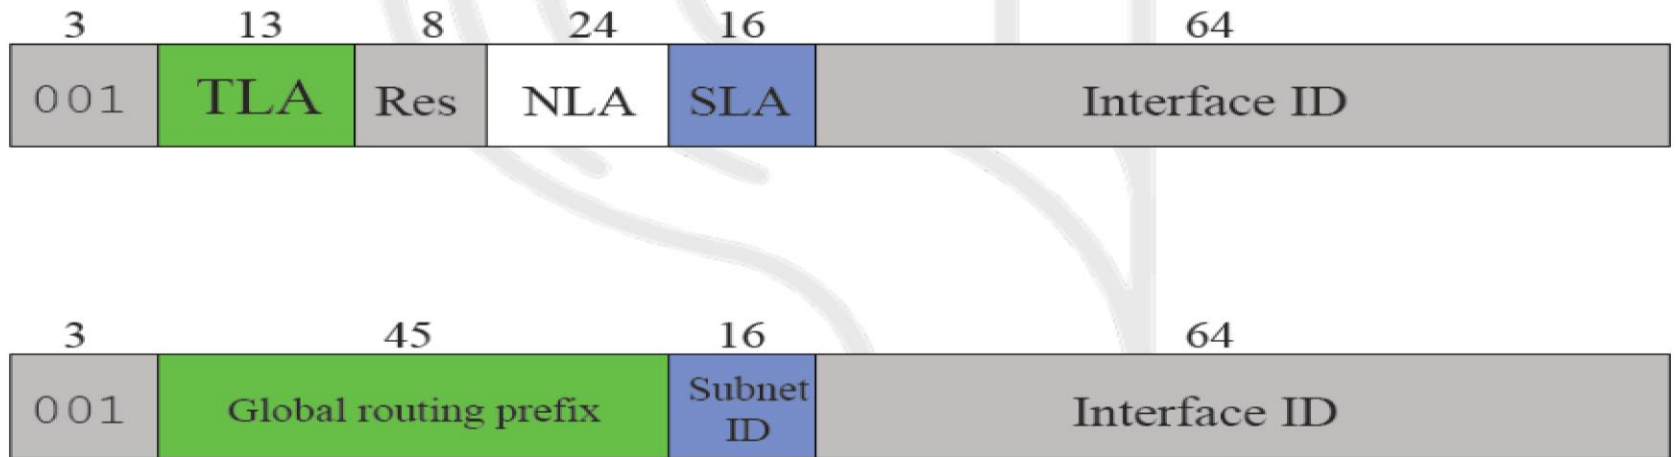 3 13 8 24 16 64
001 TLA Res NLA SLA Interface ID
3 45 16 64
001 Global routing prefix Subnet ID Interface ID